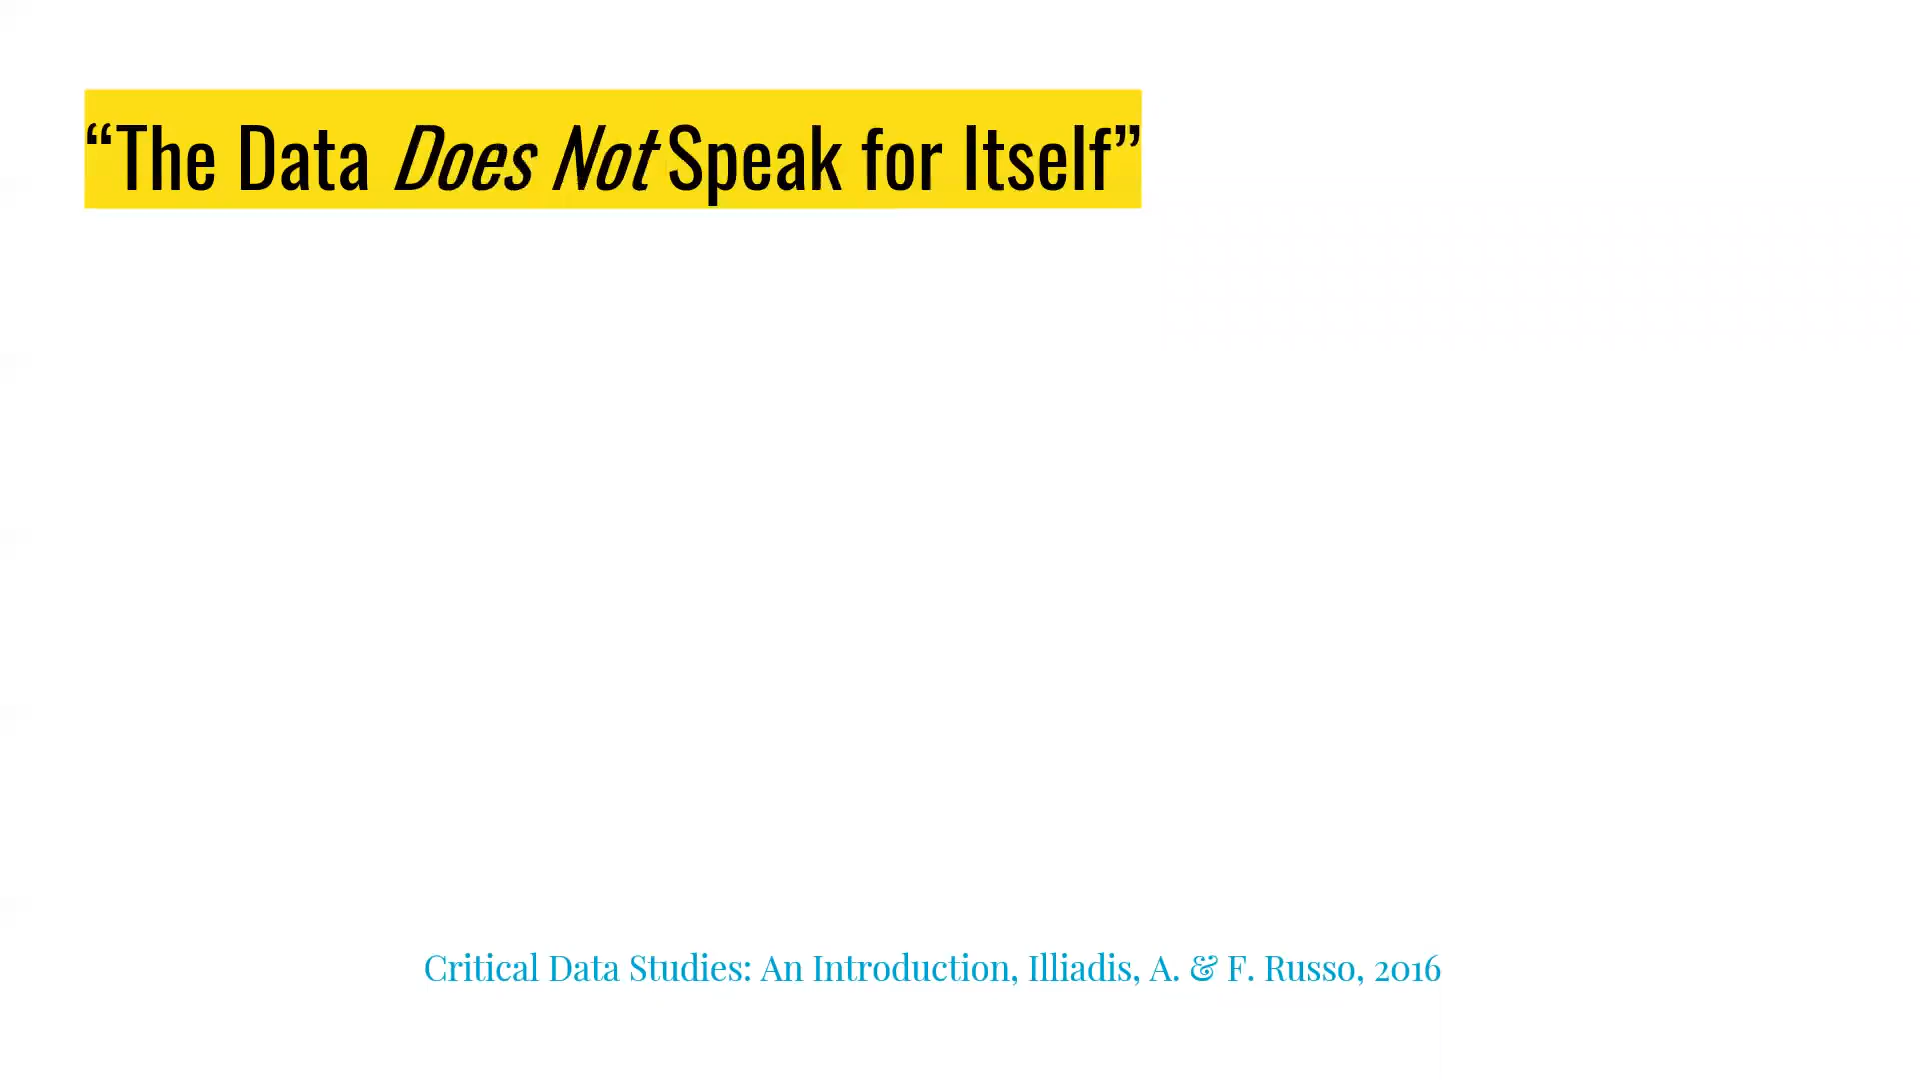 “The Data Does Not Speak for Itself”
Critical Data Studies: An Introduction, Illiadis, A. & F. Russo, 2016